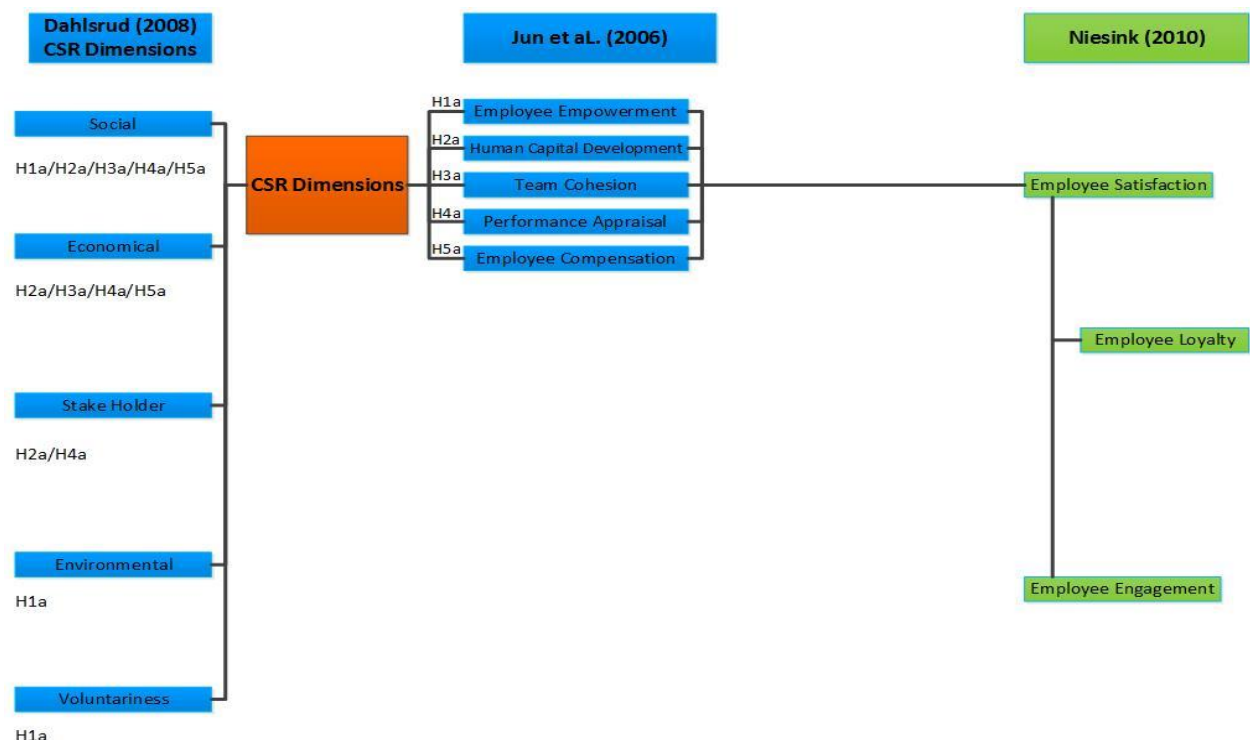 Dahlsrud (2008)
CSR Dimensions
Jun et aL. (2006)
Niesink (2010)
Social
H1a/H2a/H3a/H4a/H5a
Economical
H2a/H3a/H4a/H5a
Stake Holder
H2a/H4a
Environmental
H1a
Voluntariness
H1a
CSR Dimensions
H1a
Employee Empowerment
H2a
Human Capital Development
H3a
Team Cohesion
H4a
Performance Appraisal
H5a
Employee Compensation
Employee Satisfaction
Employee Loyalty
Employee Engagement